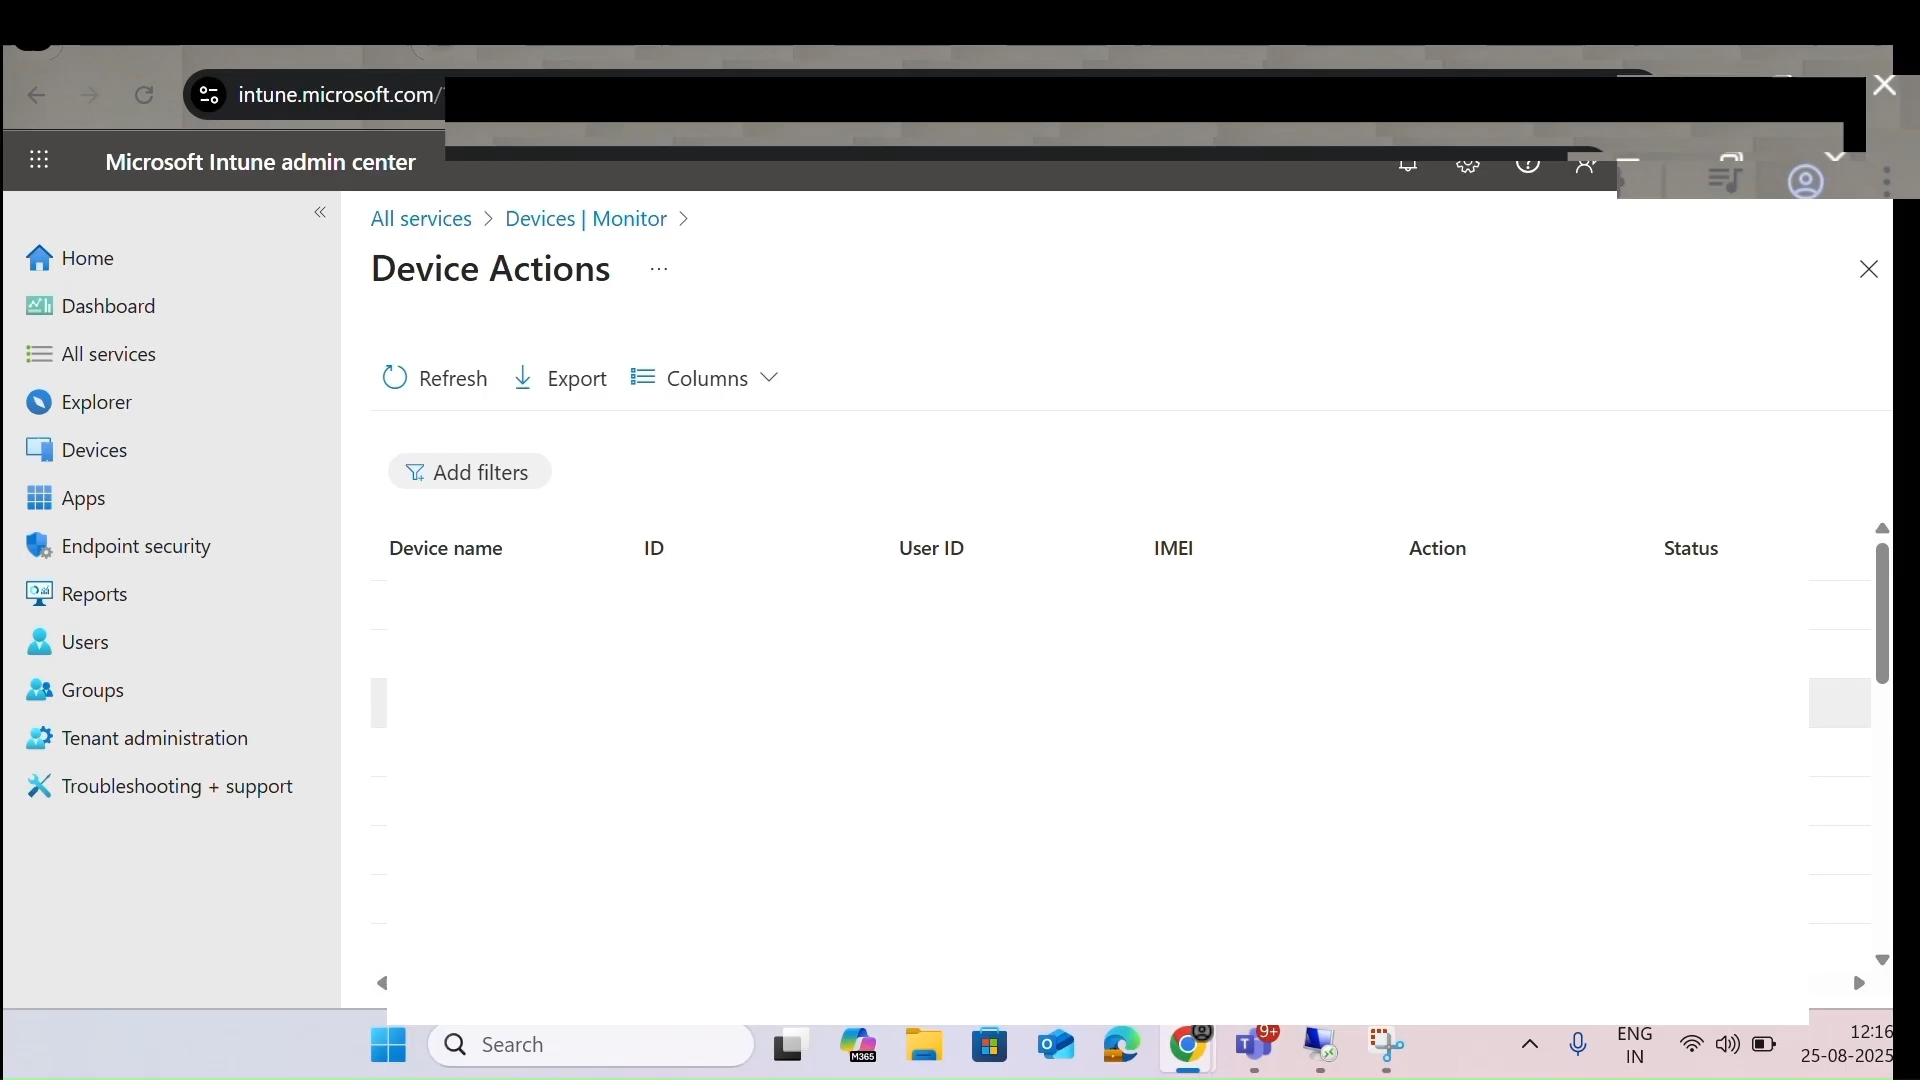 intune.microsoft.com/
Microsoft Intune admin center
All services > Devices | Monitor >
Device Actions ...
Refresh Export Columns
Add filters
Device name ID User ID IMEI Action Status
Home
Dashboard
All services
Explorer
Devices
Apps
Endpoint security
Reports
Users
Groups
Tenant administration
Troubleshooting + support
Search
M365
9+
ENG
IN
12:16
25-08-2025